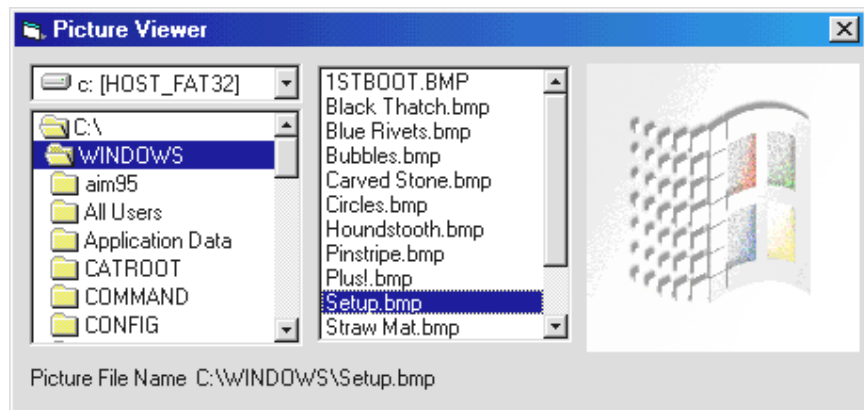 Picture Viewer
c: [HOST_FAT32]
C:\
WINDOWS
aim95
All Users
Application Data
CATROOT
COMMAND
CONFIG
1STBOOT.BMP
Black Thatch.bmp
Blue Rivets.bmp
Bubbles.bmp
Carved Stone.bmp
Circles.bmp
Houndstooth.bmp
Pinstripe.bmp
Plus!.bmp
Setup.bmp
Straw Mat.bmp
Picture File Name C:\WINDOWS\Setup.bmp